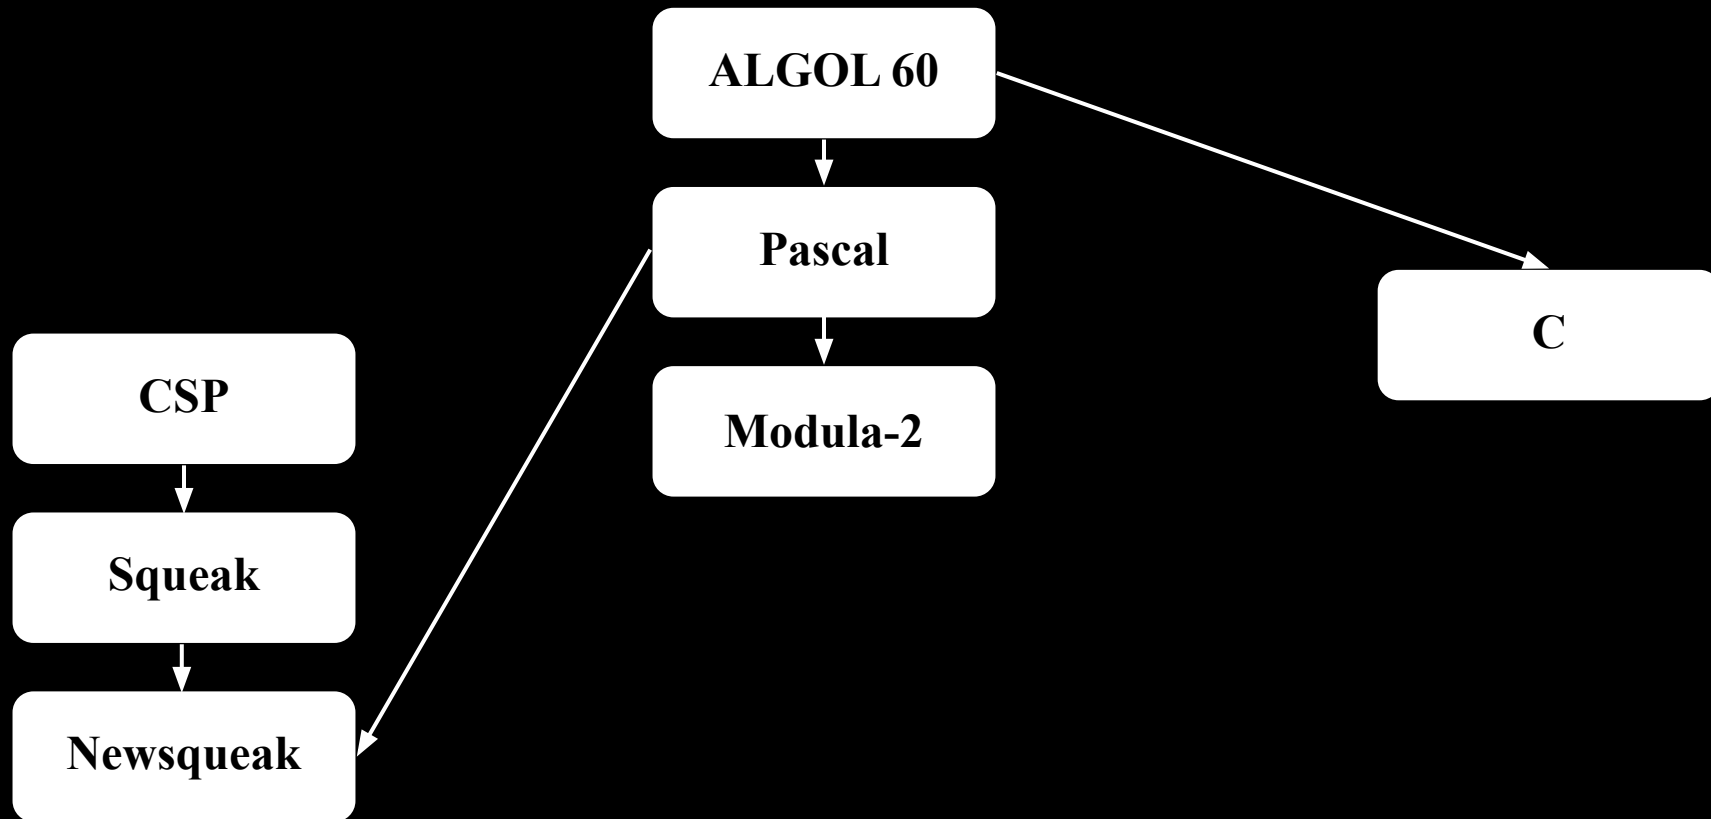 ALGOL 60
Pascal
C
CSP
Modula-2
Squeak
Newsqueak